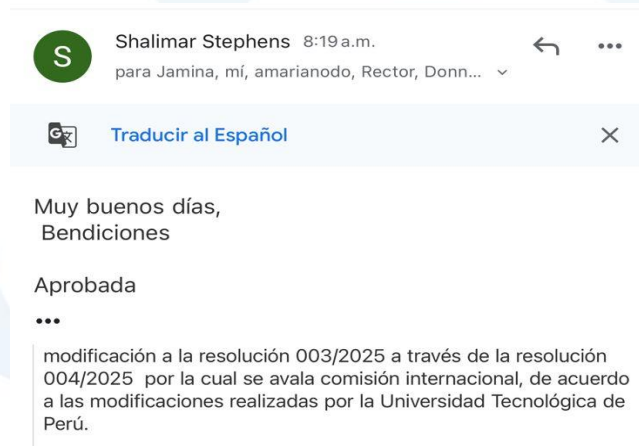 S
Shalimar Stephens 8:19 a.m.
para Jamina, mí, amarianodo, Rector, Donn...
Traducir al Español
Muy buenos días,
Bendiciones
Aprobada
modificación a la resolución 003/2025 a través de la resolución
004/2025 por la cual se avala comisión internacional, de acuerdo
a las modificaciones realizadas por la Universidad Tecnológica de
Perú.